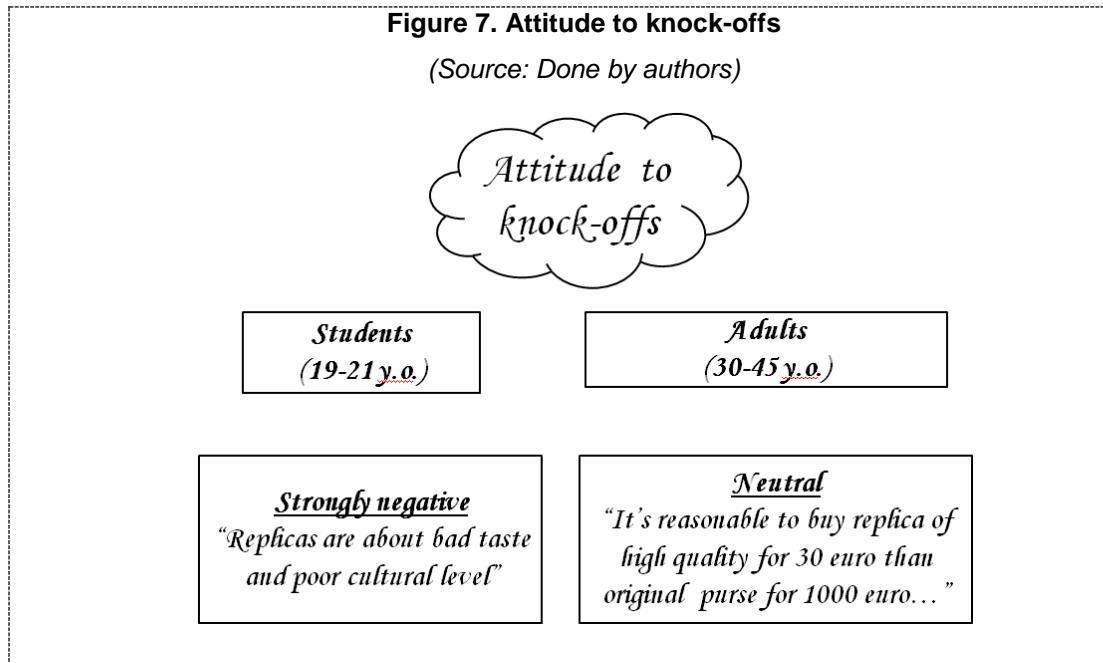 Figure 7. Attitude to knock-offs
(Source: Done by authors)
Attitude to
knock-offs
Students
(19-21 y.o.)
Adults
(30-45 y.o.)
Strongly negative
“Replicas are about bad taste
and poor cultural level”
Neutral
“It’s reasonable to buy replica of
high quality for 30 euro than
original purse for 1000 euro…”